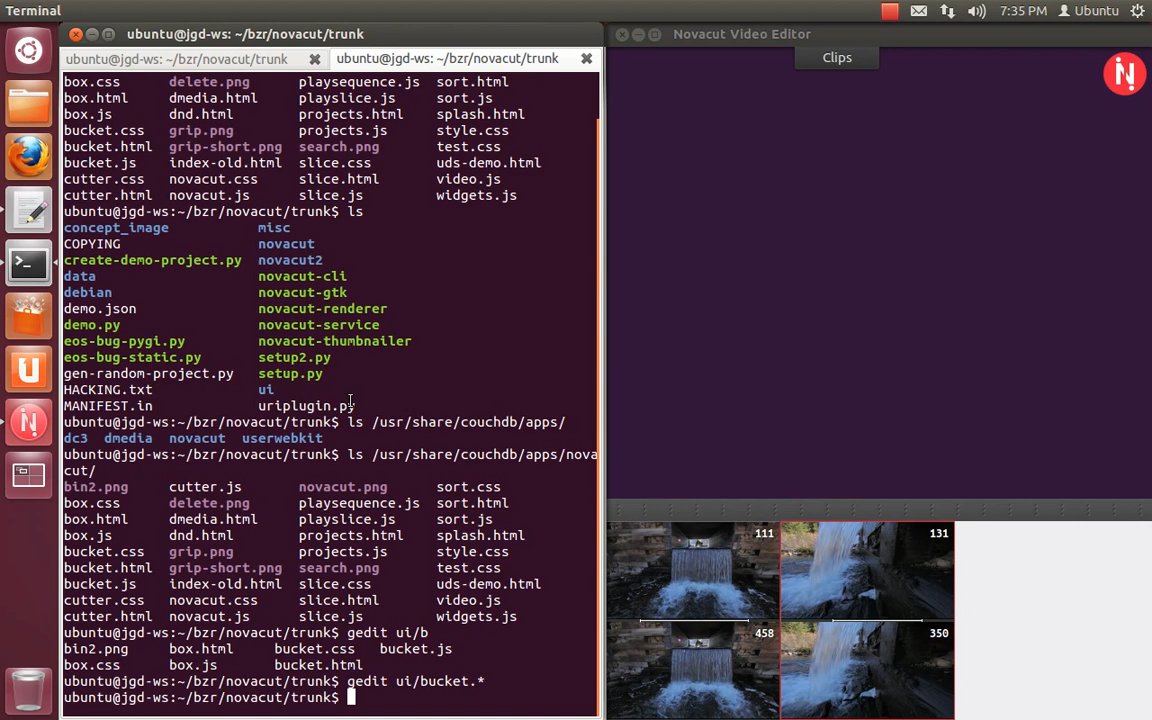 Terminal
7:35 PM Ubuntu
ubuntu@jgd-ws: ~/bzr/novacut/trunk
Novacut Video Editor
ubuntu@jgd-ws: ~/bzr/novacut/trunk ubuntu@jgd-ws: ~/bzr/novacut/trunk
Clips
box.css delete.png playsequence.js sort.html
box.html dmedia.html playslice.js sort.js
box.js dnd.html projects.html splash.html
bucket.css grip.png projects.js style.css
bucket.html grip-short.png search.png test.css
bucket.js index-old.html slice.css uds-demo.html
cutter.css novacut.css slice.html video.js
cutter.html novacut.js slice.js widgets.js
ubuntu@jgd-ws:~/bzr/novacut/trunk$ ls
concept_image misc
COPYING novacut
create-demo-project.py novacut2
data novacut-cli
debian novacut-gtk
demo.json novacut-renderer
demo.py novacut-service
eos-bug-pygi.py novacut-thumbnailer
eos-bug-static.py setup2.py
gen-random-project.py setup.py
HACKING.txt ui
MANIFEST.in uriplugin.py
ubuntu@jgd-ws:~/bzr/novacut/trunk$ ls /usr/share/couchdb/apps/
dc3 dmedia novacut userwebkit
ubuntu@jgd-ws:~/bzr/novacut/trunk$ ls /usr/share/couchdb/apps/nova
cut/
bin2.png cutter.js novacut.png sort.css
box.css delete.png playsequence.js sort.html
box.html dmedia.html playslice.js sort.js
box.js dnd.html projects.html splash.html
bucket.css grip.png projects.js style.css
bucket.html grip-short.png search.png test.css
bucket.js index-old.html slice.css uds-demo.html
cutter.css novacut.css slice.html video.js
cutter.html novacut.js slice.js widgets.js
ubuntu@jgd-ws:~/bzr/novacut/trunk$ gedit ui/b
bin2.png box.html bucket.css bucket.js
box.css box.js bucket.html
ubuntu@jgd-ws:~/bzr/novacut/trunk$ gedit ui/bucket.*
ubuntu@jgd-ws:~/bzr/novacut/trunk$
111 131
458 350